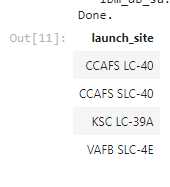 Done.
Out[11]: launch_site
CCAFS LC-40
CCAFS SLC-40
KSC LC-39A
VAFB SLC-4E